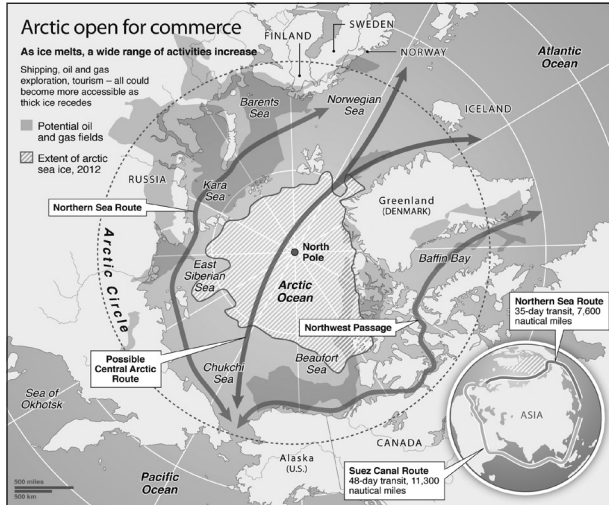 Arctic open for commerce
As ice melts, a wide range of activities increase
Shipping, oil and gas
exploration, tourism – all could
become more accessible as
thick ice recedes
Potential oil
and gas fields
Extent of arctic
sea ice, 2012
FINLAND
SWEDEN
NORWAY
Atlantic
Ocean
Barents
Sea
Norwegian
Sea
ICELAND
RUSSIA
Kara
Sea
Greenland
(DENMARK)
Northern Sea Route
Arctic Circle
North
Pole
Baffin Bay
East
Siberian
Sea
Arctic
Ocean
Northern Sea Route
35-day transit, 7,600
nautical miles
Northwest Passage
Possible
Central Arctic
Route
Chukchi
Sea
Beaufort
Sea
Sea of
Okhotsk
ASIA
CANADA
Alaska
(U.S.)
Suez Canal Route
48-day transit, 11,300
nautical miles
Pacific
Ocean
500 miles
500 km